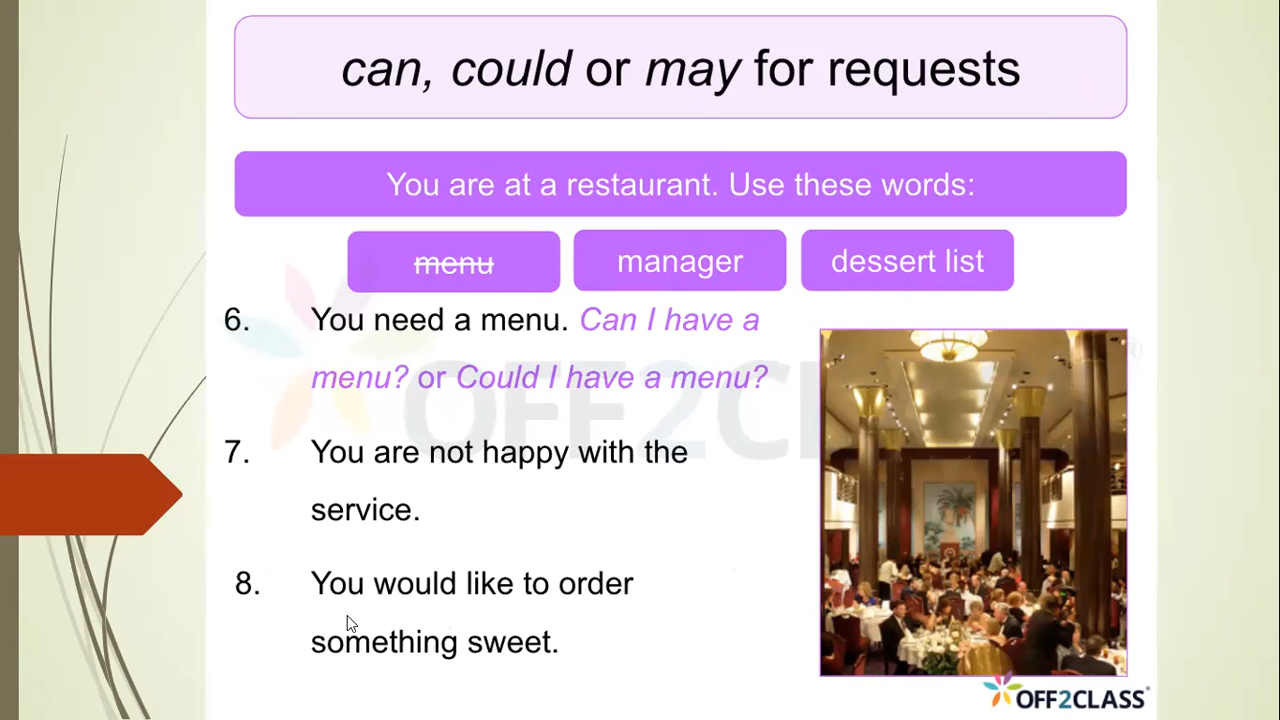 can, could or may for requests
You are at a restaurant. Use these words:
menu manager dessert list
6. You need a menu. Can I have a
menu? or Could I have a menu?
7. You are not happy with the
service.
8. You would like to order
something sweet.
OFF2CL
OFF2CLASS®